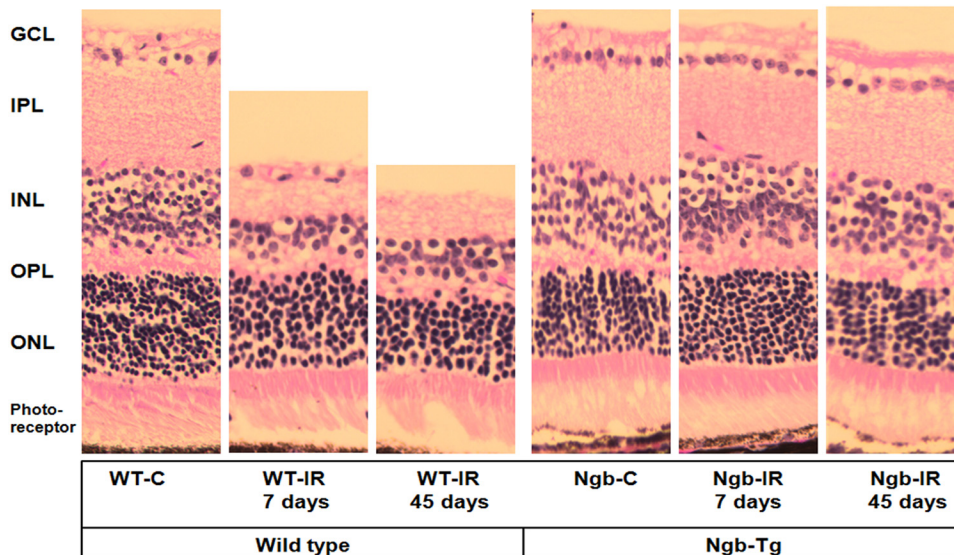 GCL
IPL
INL
OPL
ONL
Photo-
receptor
WT-C
WT-IR
7 days
WT-IR
45 days
Ngb-C
Ngb-IR
7 days
Ngb-IR
45 days
Wild type
Ngb-Tg